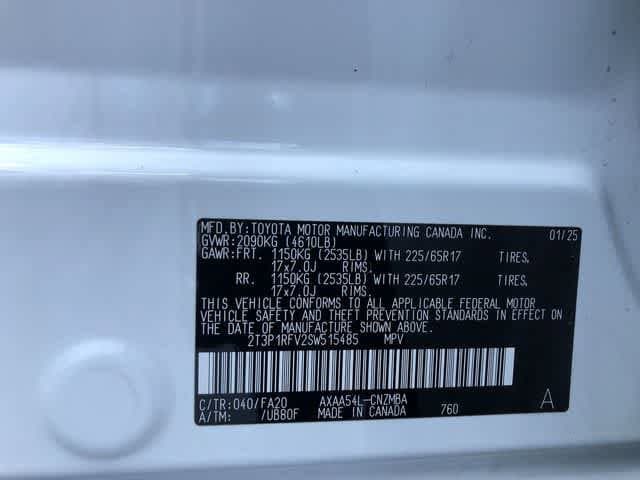 MFD.BY:TOYOTA MOTOR MANUFACTURING CANADA INC. 01/25
GVWR:2090KG (4610LB)
GAWR:FRT. 1150KG (2535LB) WITH 225/65R17 TIRES,
17x7.0J RIMS.
RR. 1150KG (2535LB) WITH 225/65R17 TIRES,
17x7.0J RIMS.
THIS VEHICLE CONFORMS TO ALL APPLICABLE FEDERAL MOTOR
VEHICLE SAFETY AND THEFT PREVENTION STANDARDS IN EFFECT ON
THE DATE OF MANUFACTURE SHOWN ABOVE.
2T3P1RFV2SW515485 MPV
C/TR:040/FA20 AXAA54L-CNZMBA A
A/TM: /UB80F MADE IN CANADA 760